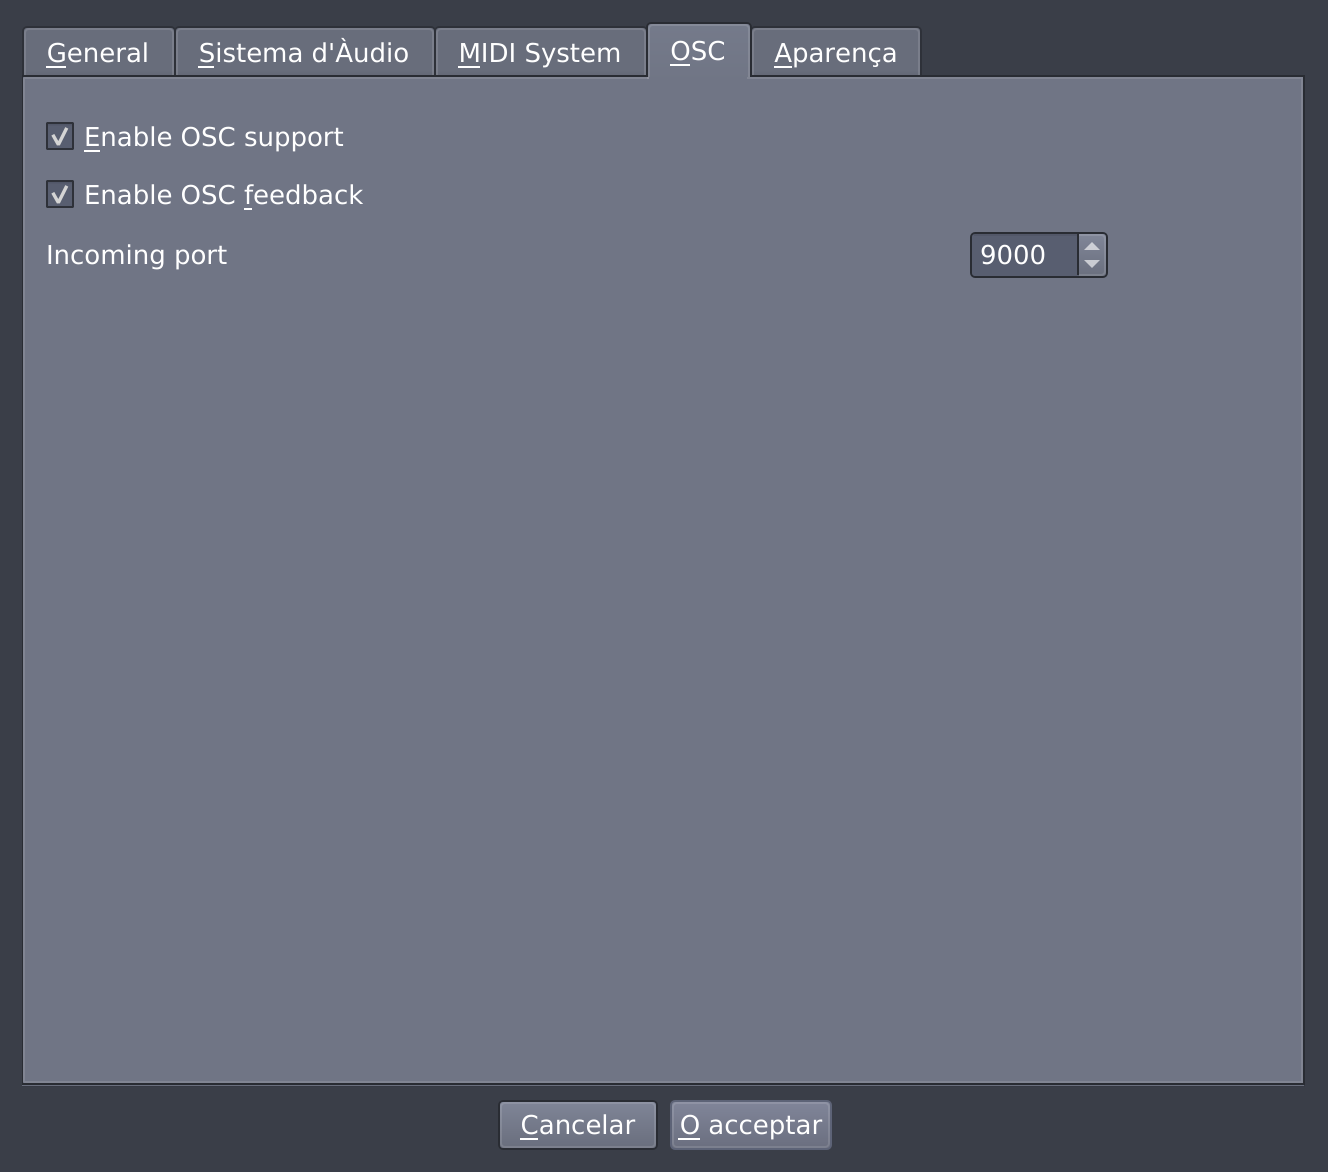 General Sistema d'Àudio MIDI System OSC Aparença
Enable OSC support
Enable OSC feedback
Incoming port 9000
Cancelar O acceptar